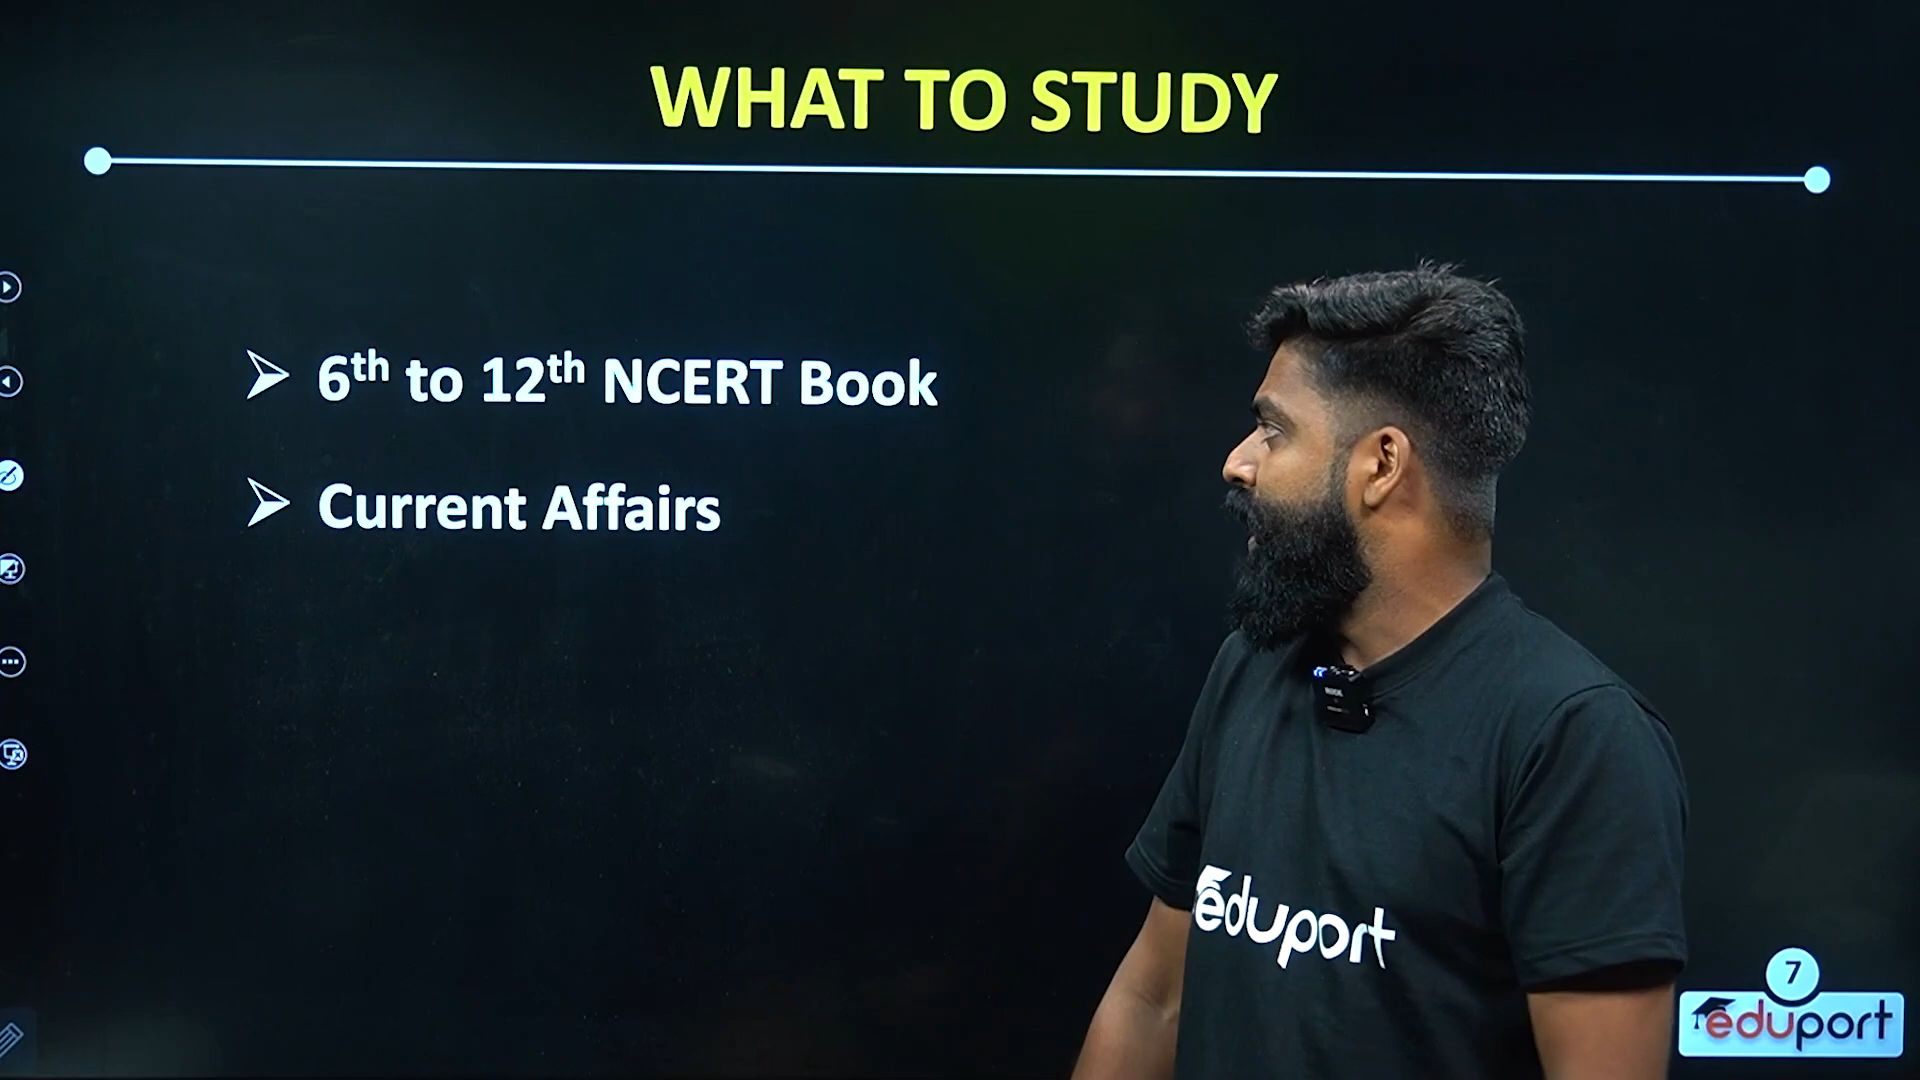 WHAT TO STUDY
6th to 12th NCERT Book
Current Affairs
eduport
7
eduport